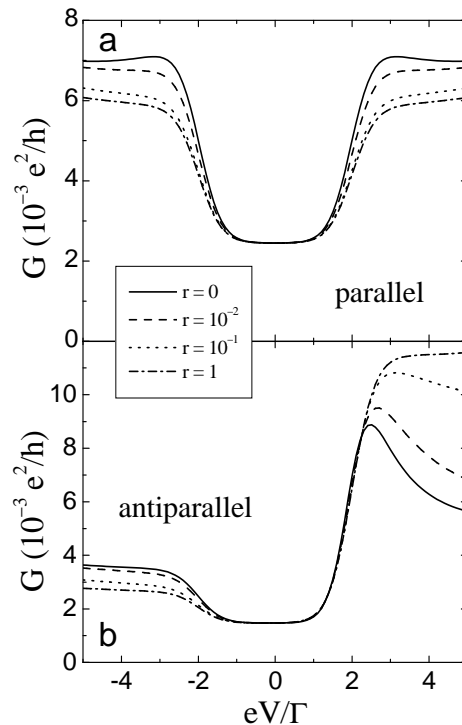 a
8
6
4
2
0
G (10⁻³ e²/h)
parallel
r = 0
r = 10⁻²
r = 10⁻¹
r = 1
10
8
6
4
2
0
G (10⁻³ e²/h)
antiparallel
b
-4 -2 0 2 4
eV/Γ